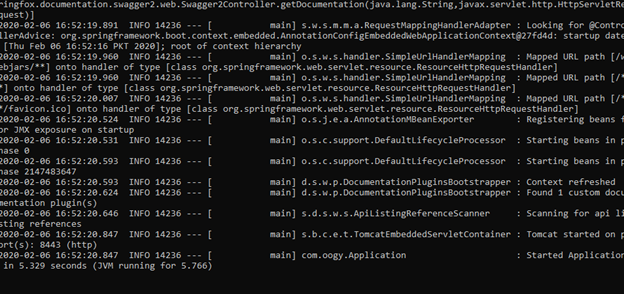 ringfox.documentation.swagger2.web.Swagger2Controller.getDocumentation(java.lang.String,javax.servlet.http.HttpServletRe
quest)
2020-02-06 16:52:19.891  INFO 14236 --- [           main] s.w.s.m.m.a.RequestMappingHandlerAdapter : Looking for @Contro
llerAdvice: org.springframework.boot.context.embedded.AnnotationConfigEmbeddedWebApplicationContext@27fd4d: startup date
[Thu Feb 06 16:52:16 PKT 2020]; root of context hierarchy
2020-02-06 16:52:19.960  INFO 14236 --- [           main] o.s.w.s.handler.SimpleUrlHandlerMapping  : Mapped URL path [/w
ebjars/**] onto handler of type [class org.springframework.web.servlet.resource.ResourceHttpRequestHandler]
2020-02-06 16:52:19.960  INFO 14236 --- [           main] o.s.w.s.handler.SimpleUrlHandlerMapping  : Mapped URL path [/*
*] onto handler of type [class org.springframework.web.servlet.resource.ResourceHttpRequestHandler]
2020-02-06 16:52:20.007  INFO 14236 --- [           main] o.s.w.s.handler.SimpleUrlHandlerMapping  : Mapped URL path [/*
*/favicon.ico] onto handler of type [class org.springframework.web.servlet.resource.ResourceHttpRequestHandler]
2020-02-06 16:52:20.524  INFO 14236 --- [           main] o.s.j.e.a.AnnotationMBeanExporter        : Registering beans f
or JMX exposure on startup
2020-02-06 16:52:20.531  INFO 14236 --- [           main] o.s.c.support.DefaultLifecycleProcessor  : Starting beans in p
hase 0
2020-02-06 16:52:20.593  INFO 14236 --- [           main] o.s.c.support.DefaultLifecycleProcessor  : Starting beans in p
hase 2147483647
2020-02-06 16:52:20.593  INFO 14236 --- [           main] d.s.w.p.DocumentationPluginsBootstrapper : Context refreshed
2020-02-06 16:52:20.624  INFO 14236 --- [           main] d.s.w.p.DocumentationPluginsBootstrapper : Found 1 custom docu
mentation plugin(s)
2020-02-06 16:52:20.646  INFO 14236 --- [           main] s.d.s.w.s.ApiListingReferenceScanner     : Scanning for api li
sting references
2020-02-06 16:52:20.847  INFO 14236 --- [           main] s.b.c.e.t.TomcatEmbeddedServletContainer : Tomcat started on p
ort(s): 8443 (http)
2020-02-06 16:52:20.847  INFO 14236 --- [           main] com.oogy.Application                     : Started Application
in 5.329 seconds (JVM running for 5.766)